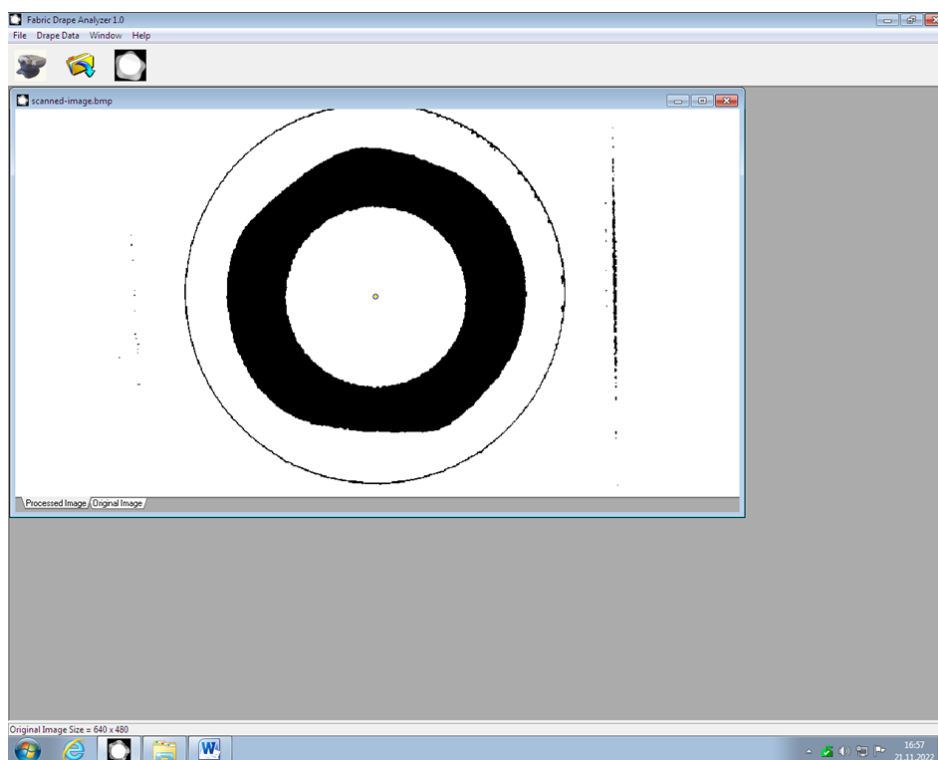 Fabric Drape Analyzer 1.0
File Drape Data Window Help
scanned-image.bmp
Processed Image Original Image
Original Image Size = 640 x 480
16:57
21.11.2022